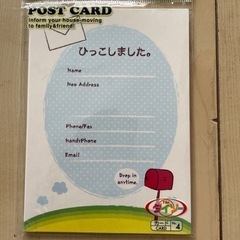 POST CARD
Inform your house-moving
to family&friend!
ひっこしました。
Name
New Address
Phone/Fax
handyPhone
Email
Drop in
anytime.